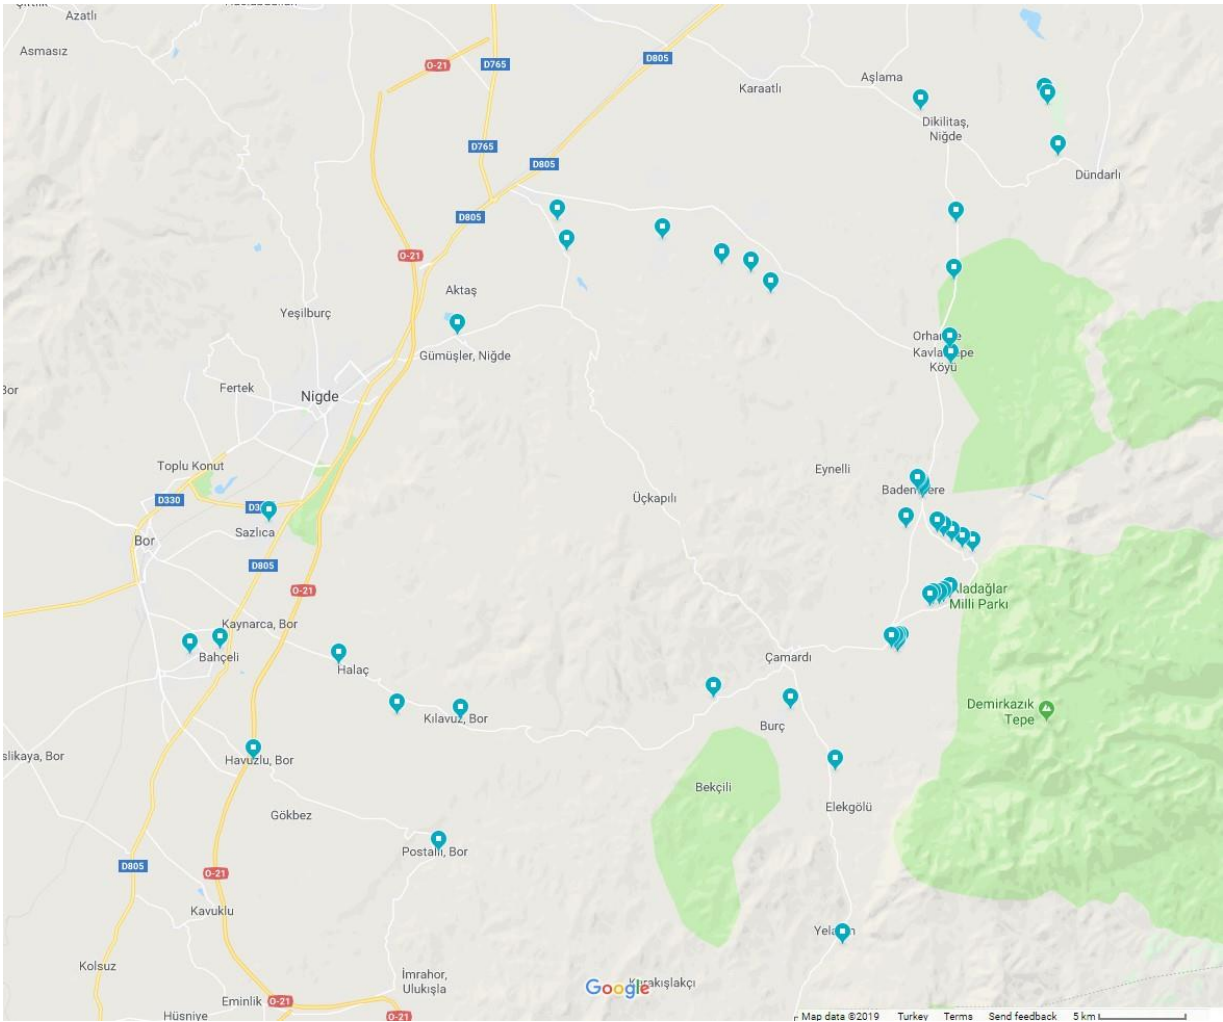 Azatlı
Asmasız
O-21
D765
D805
Karaatlı
Aşlama
Dikilitaş,
Niğde
D765
D805
Dündarlı
D805
O-21
Aktaş
Yeşilburç
Gümüşler, Niğde
Kavla
Köyü
Fertek
Niğde
Toplu Konut
Eynelli
D330
Üçkapılı
Sazlıca
Bor
D805
O-21
Aladağlar
Milli Parkı
Kaynarca, Bor
Bahçeli
Halaç
Çamardı
Kılavuz, Bor
Demirkazık
Tepe
Burç
Havuzlu, Bor
Bekçili
Elekgölü
Gökbez
Postallı, Bor
D805
O-21
Kavuklu
Kolsuz
İmrahor,
Ulukışla
Google
Eminlik
O-21
Hüsniye
O-21
Map data ©2019 Turkey Terms Send feedback 5 km